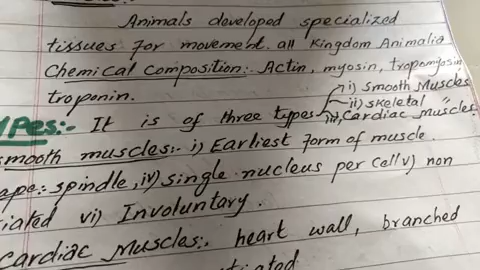 Animals developed specialized
tissues for movement. all Kingdom Animalia
Chemical composition:. Actin, myosin, tropomyosin
troponin.
i) smooth Muscles
ii) skeletal "
ypes:- It is of three types iii) Cardiac Muscles.
smooth muscles:. i) Earliest form of muscle.
ape:. spindle, iv) single nucleus per cell v) non
iated vi) Involuntary.
Cardiac Muscles:. heart wall, branched